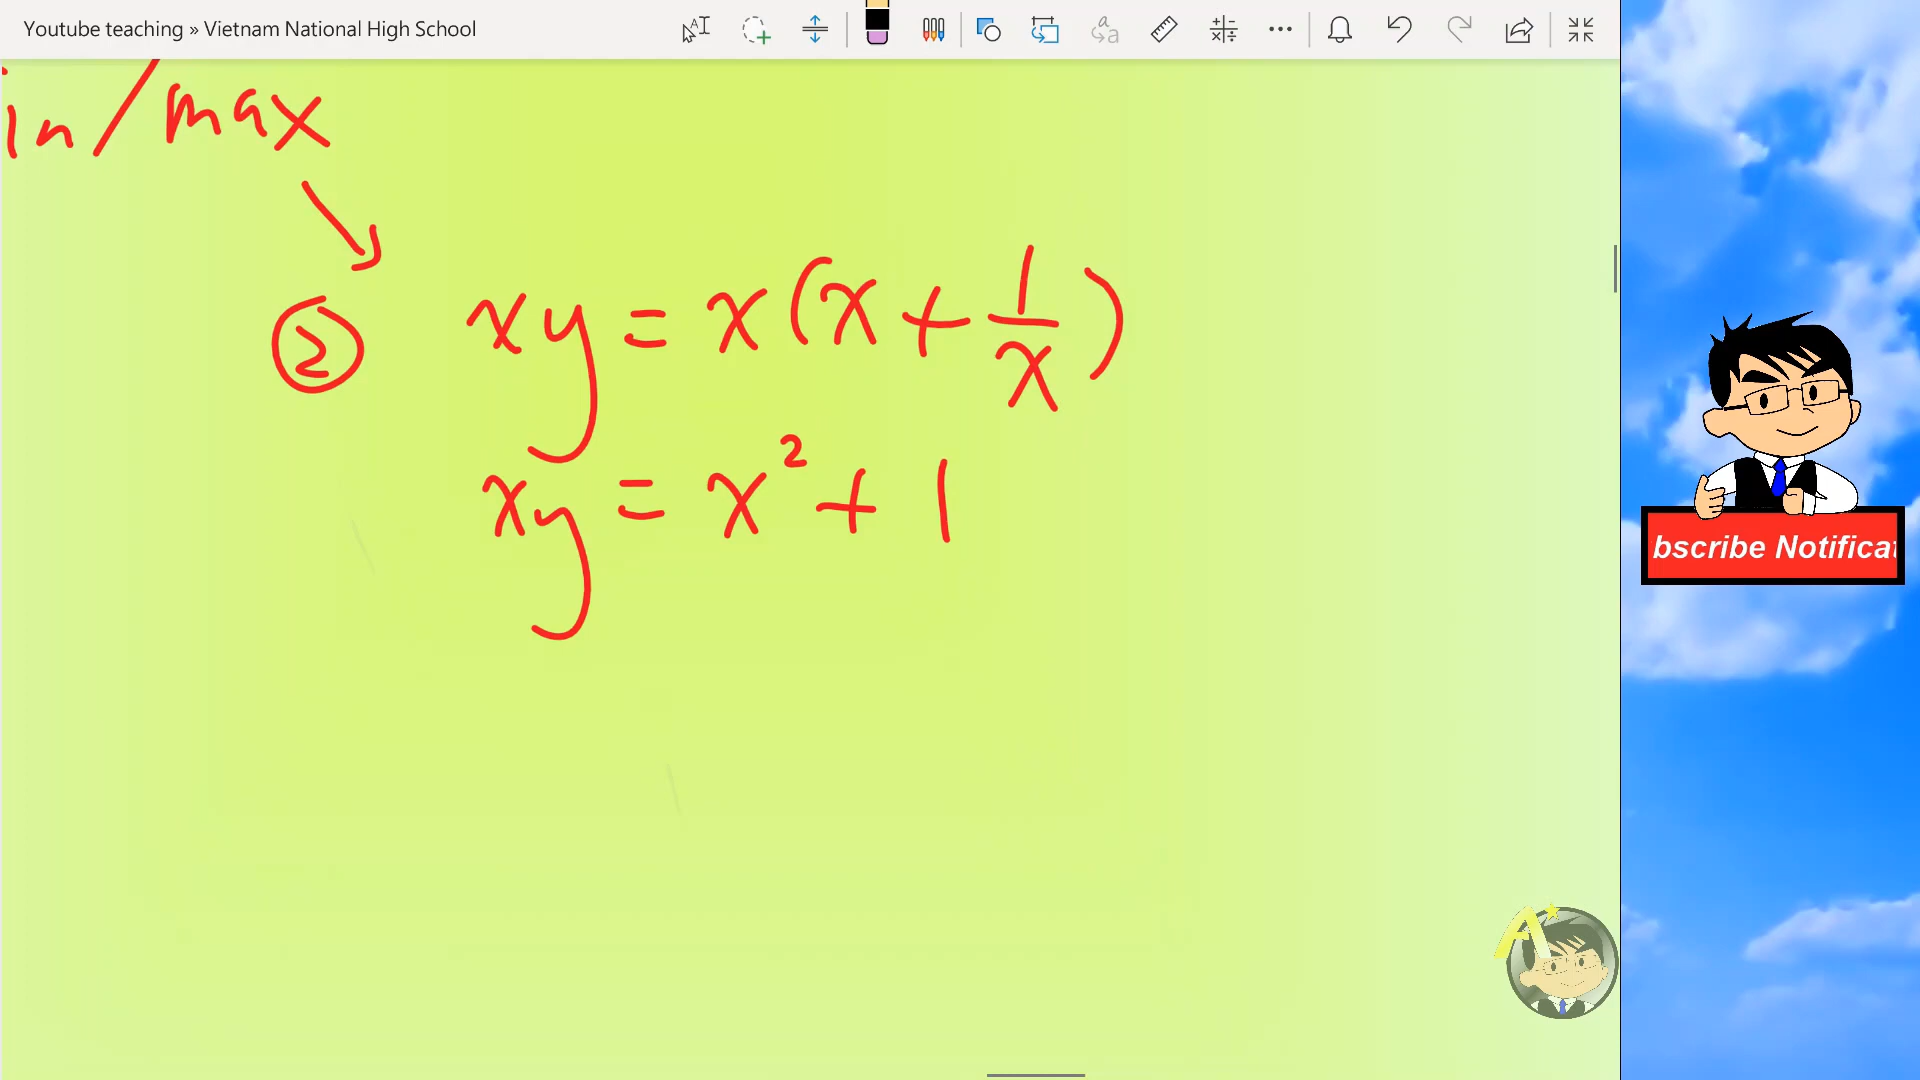 Youtube teaching » Vietnam National High School
in/max
② xy = x(x + 1/x)
xy = x² + 1
bscribe Notifica
A